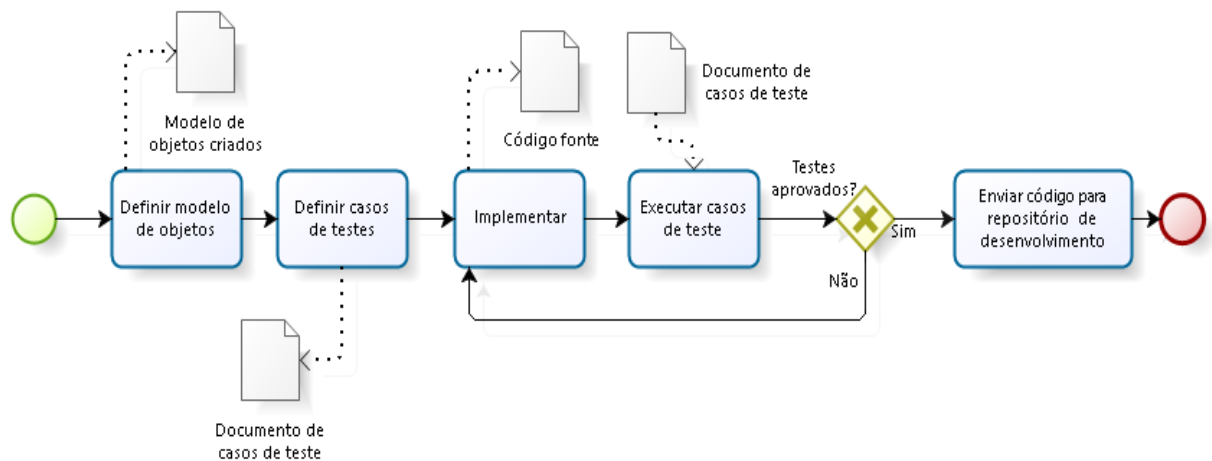 Modelo de
objetos criados
Código fonte
Documento de
casos de teste
Definir modelo
de objetos
Definir casos
de testes
Implementar
Executar casos
de teste
Testes
aprovados?
Sim
Não
Enviar código para
repositório de
desenvolvimento
Documento de
casos de teste